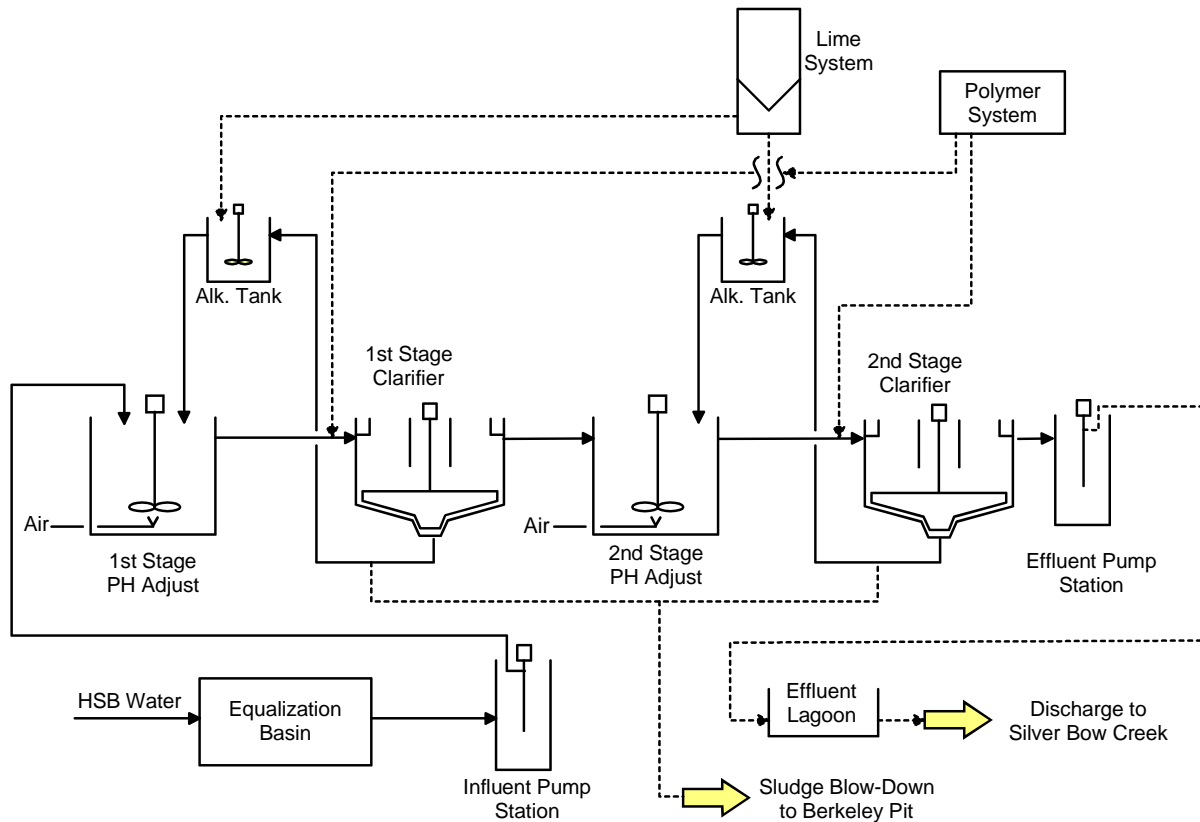 Lime
System
Polymer
System
Alk. Tank
Alk. Tank
1st Stage
Clarifier
2nd Stage
Clarifier
Air
1st Stage
PH Adjust
Air
2nd Stage
PH Adjust
Effluent Pump
Station
HSB Water
Equalization
Basin
Influent Pump
Station
Effluent
Lagoon
Discharge to
Silver Bow Creek
Sludge Blow-Down
to Berkeley Pit